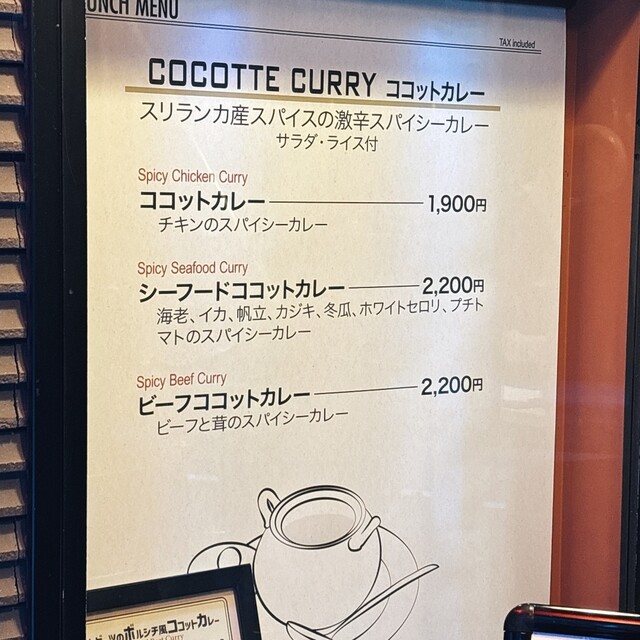 UNCH MENU
TAX included
COCOTTE CURRY ココットカレー
スリランカ産スパイスの激辛スパイシーカレー
サラダ・ライス付
Spicy Chicken Curry
ココットカレー 1,900円
チキンのスパイシーカレー
Spicy Seafood Curry
シーフードココットカレー 2,200円
海老、イカ、帆立、カジキ、冬瓜、ホワイトセロリ、プチト
マトのスパイシーカレー
Spicy Beef Curry
ビーフココットカレー 2,200円
ビーフと茸のスパイシーカレー
のボルシチ風ココットカレー
Curry